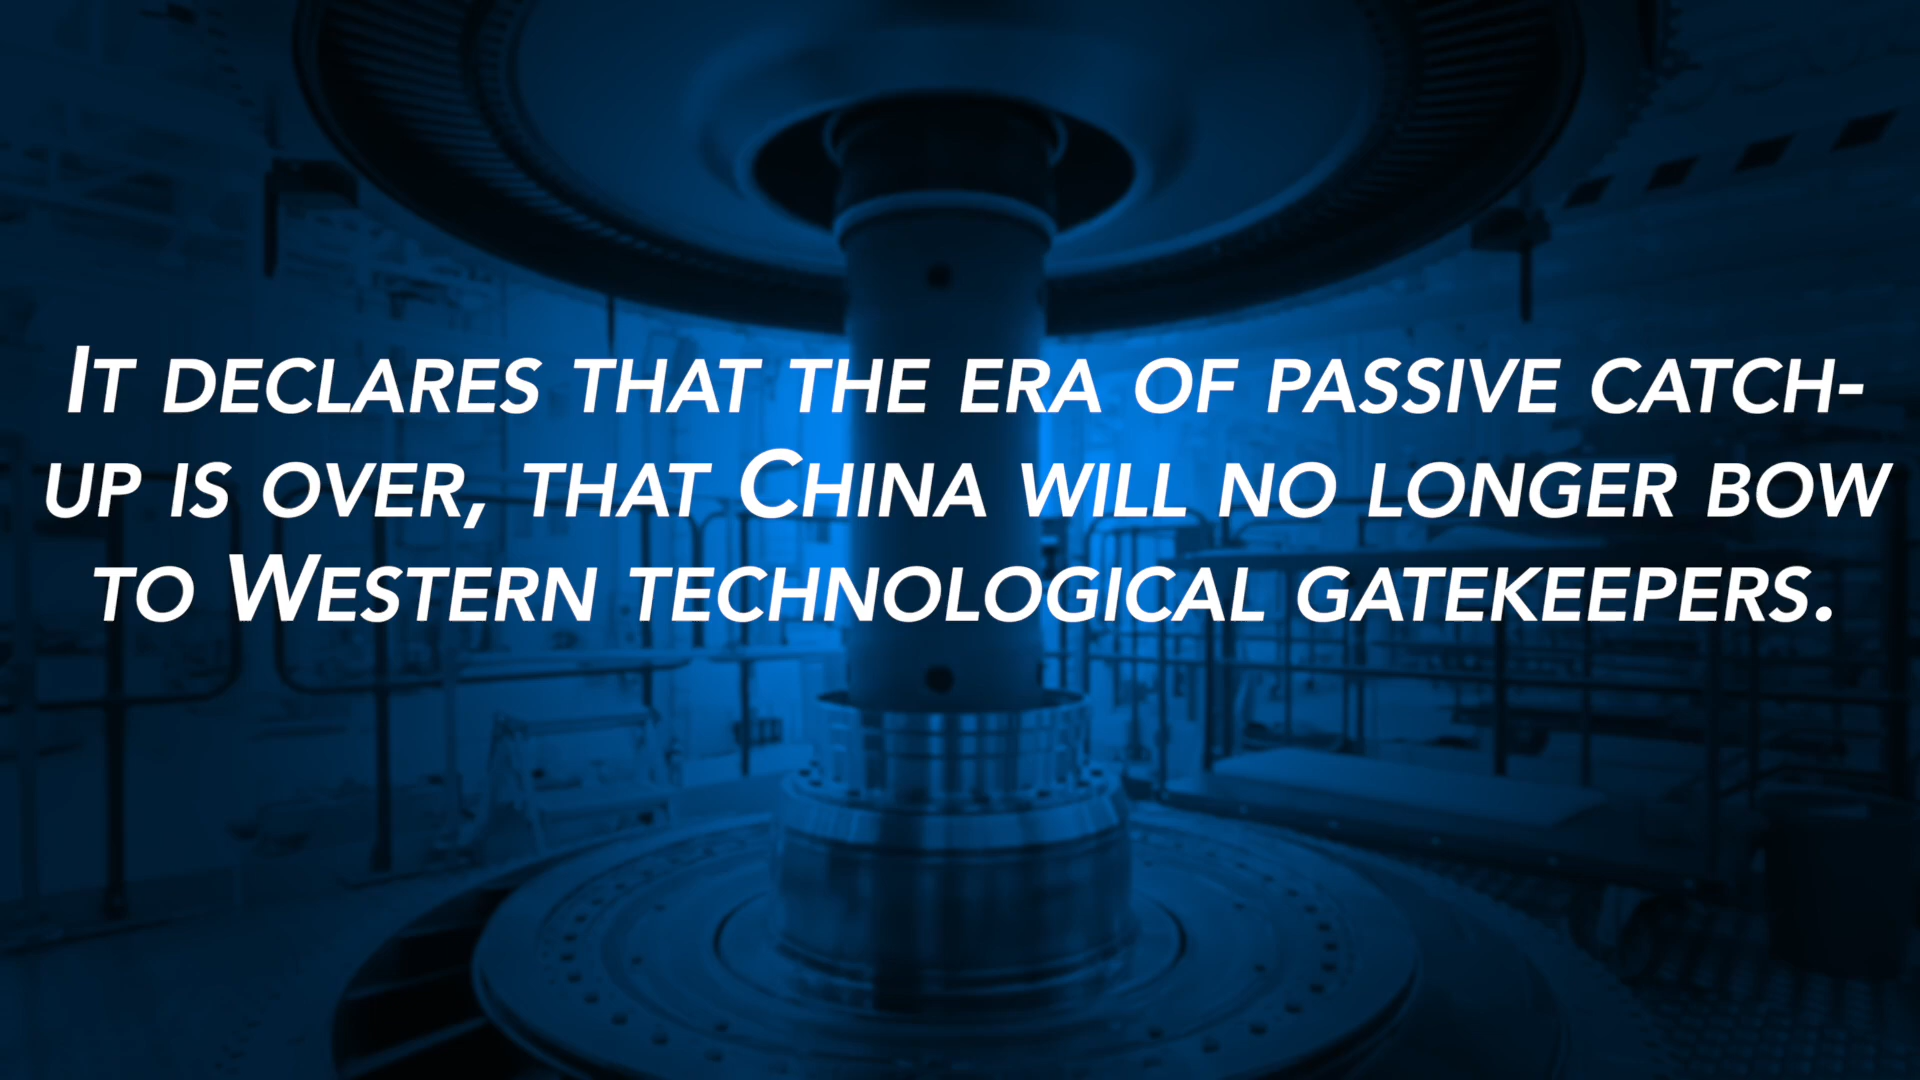 It declares that the era of passive catch-
up is over, that China will no longer bow
to Western technological gatekeepers.